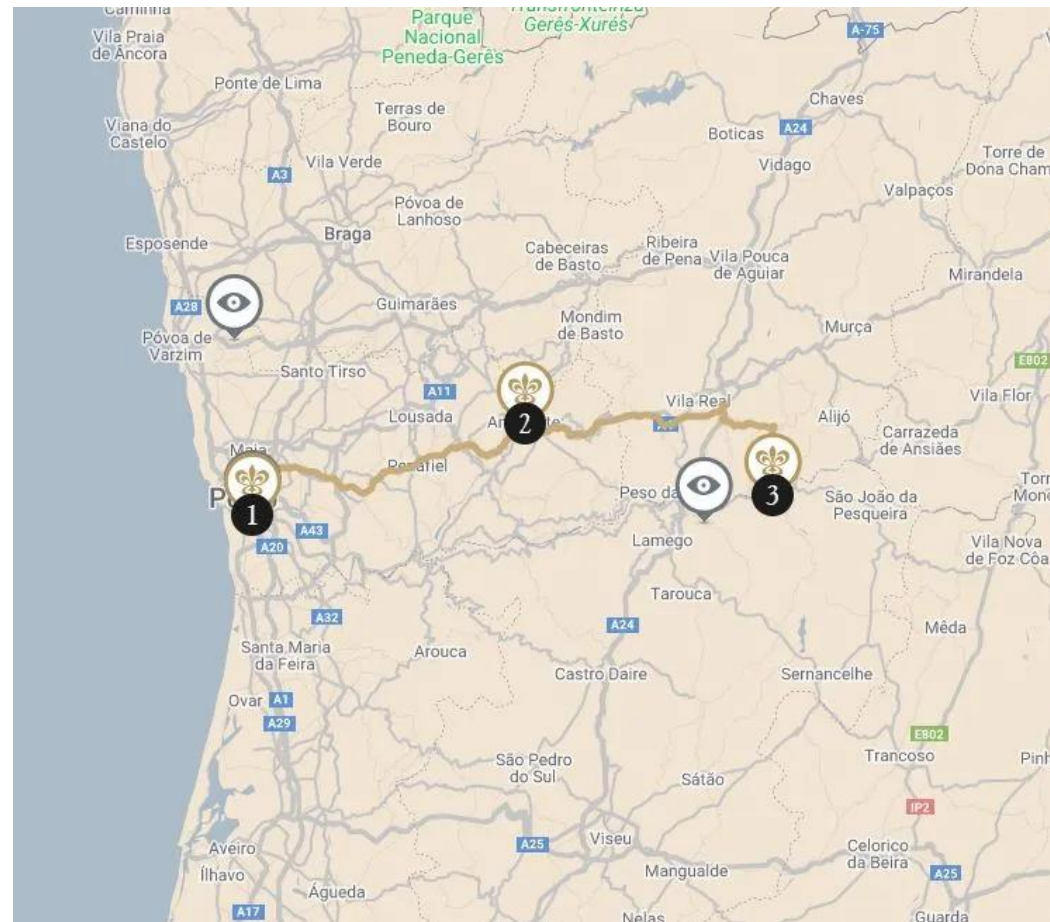 Caminha
Transfronteiriza
Gerês-Xurés
Parque
Nacional
Peneda-Gerês
A-75
Vila Praia
de Âncora
Ponte de Lima
Chaves
Terras de
Bouro
Viana do
Castelo
Boticas
A24
Vila Verde
Vidago
Torre de
Dona Cham
A3
Valpaços
Póvoa de
Lanhoso
Braga
Esposende
Cabeceiras
de Basto
Ribeira
de Pena
Vila Pouca
de Aguiar
Mirandela
A28
Guimarães
Mondim
de Basto
Póvoa de
Varzim
Murça
Santo Tirso
E802
A11
Vila Real
Vila Flor
Lousada
Alijó
2
Carrazeda
de Ansiães
Maia
Penafiel
Peso da
3
São João da
Pesqueira
1
A43
A20
Lamego
Vila Nova
de Foz Côa
Tarouca
A32
A24
Mêda
Santa Maria
da Feira
Arouca
Castro Daire
Sernancelhe
Ovar
A1
A29
E802
São Pedro
do Sul
Trancoso
Sátão
IP2
Aveiro
A25
Viseu
Celorico
da Beira
Ílhavo
Mangualde
A25
Águeda
A17
Nelas
Guarda